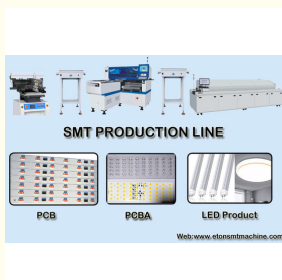 SMT PRODUCTION LINE
PCB
PCBA
LED Product
Web:www.etonsmtmachine.com